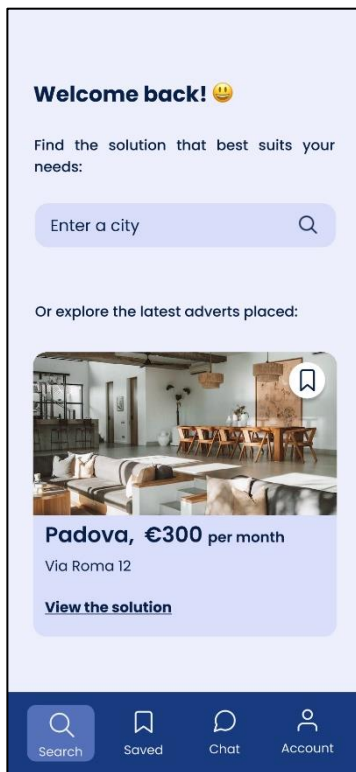 Welcome back! 😃
Find the solution that best suits your
needs:
Enter a city
Or explore the latest adverts placed:
Padova, €300 per month
Via Roma 12
View the solution
Search Saved Chat Account